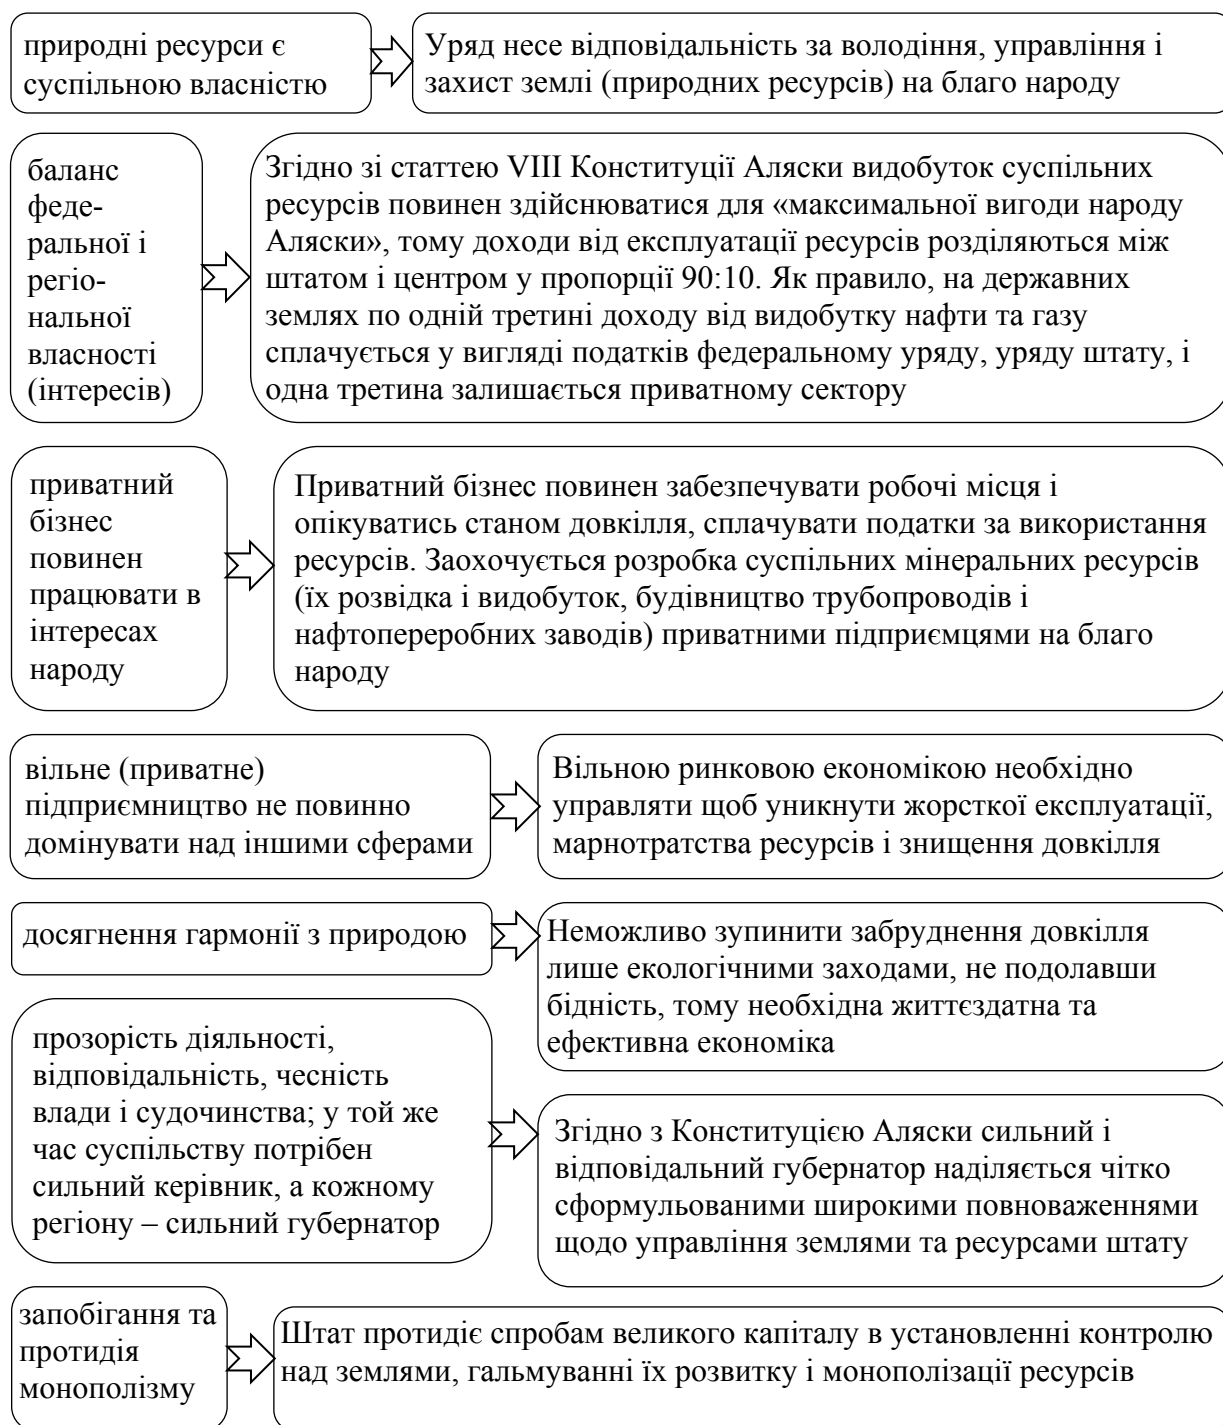 природні ресурси є
суспільною власністю
Уряд несе відповідальність за володіння, управління і
захист землі (природних ресурсів) на благо народу
баланс
феде-
ральної і
регіо-
нальної
власності
(інтересів)
Згідно зі статтею VIII Конституції Аляски видобуток суспільних
ресурсів повинен здійснюватися для «максимальної вигоди народу
Аляски», тому доходи від експлуатації ресурсів розділяються між
штатом і центром у пропорції 90:10. Як правило, на державних
землях по одній третині доходу від видобутку нафти та газу
сплачується у вигляді податків федеральному уряду, уряду штату, і
одна третина залишається приватному сектору
приватний
бізнес
повинен
працювати в
інтересах
народу
Приватний бізнес повинен забезпечувати робочі місця і
опікуватись станом довкілля, сплачувати податки за використання
ресурсів. Заохочується розробка суспільних мінеральних ресурсів
(їх розвідка і видобуток, будівництво трубопроводів і
нафтопереробних заводів) приватними підприємцями на благо
народу
вільне (приватне)
підприємництво не повинно
домінувати над іншими сферами
Вільною ринковою економікою необхідно
управляти щоб уникнути жорсткої експлуатації,
марнотратства ресурсів і знищення довкілля
досягнення гармонії з природою
Неможливо зупинити забруднення довкілля
лише екологічними заходами, не подолавши
бідність, тому необхідна життєздатна та
ефективна економіка
прозорість діяльності,
відповідальність, чесність
влади і судочинства; у той же
час суспільству потрібен
сильний керівник, а кожному
регіону – сильний губернатор
Згідно з Конституцією Аляски сильний і
відповідальний губернатор наділяється чітко
сформульованими широкими повноваженнями
щодо управління землями та ресурсами штату
запобігання та
протидія
монополізму
Штат протидіє спробам великого капіталу в установленні контролю
над землями, гальмуванні їх розвитку і монополізації ресурсів